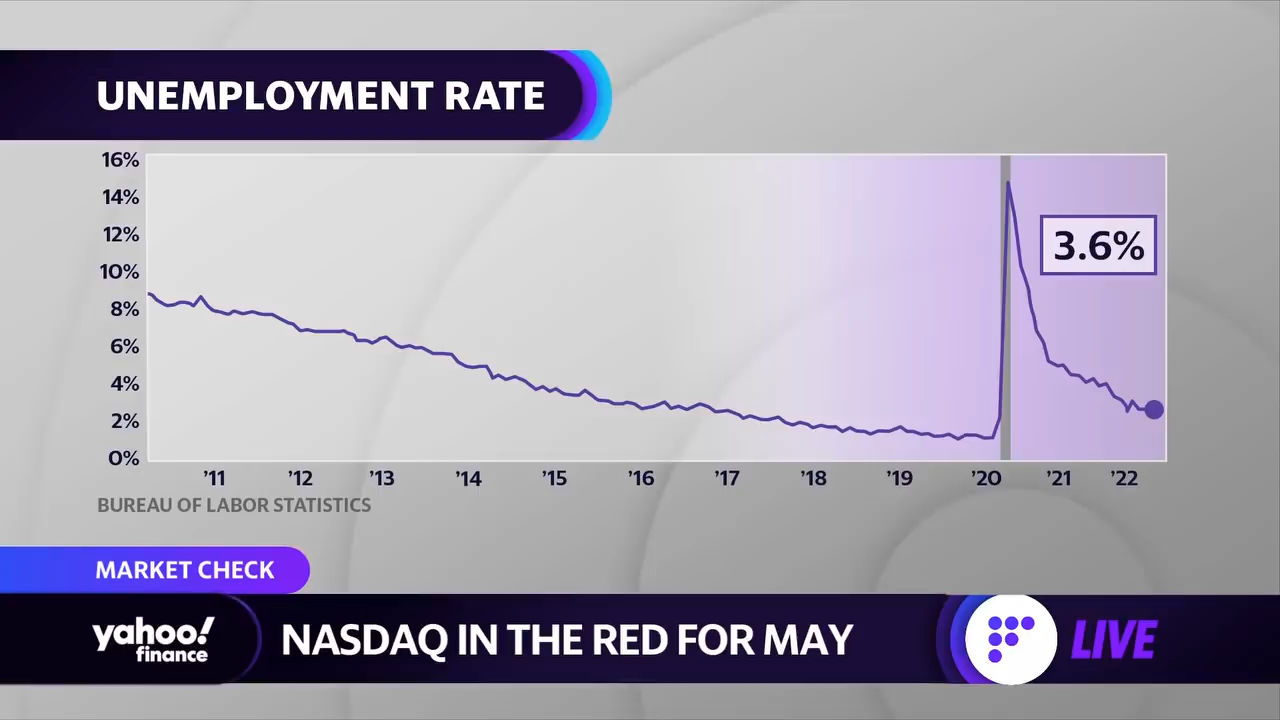 UNEMPLOYMENT RATE
16%
14%
12%
10%
8%
6%
4%
2%
0%
3.6%
’11 ’12 ’13 ’14 ’15 ’16 ’17 ’18 ’19 ’20 ’21 ’22
BUREAU OF LABOR STATISTICS
MARKET CHECK
yahoo!
finance
NASDAQ IN THE RED FOR MAY
LIVE